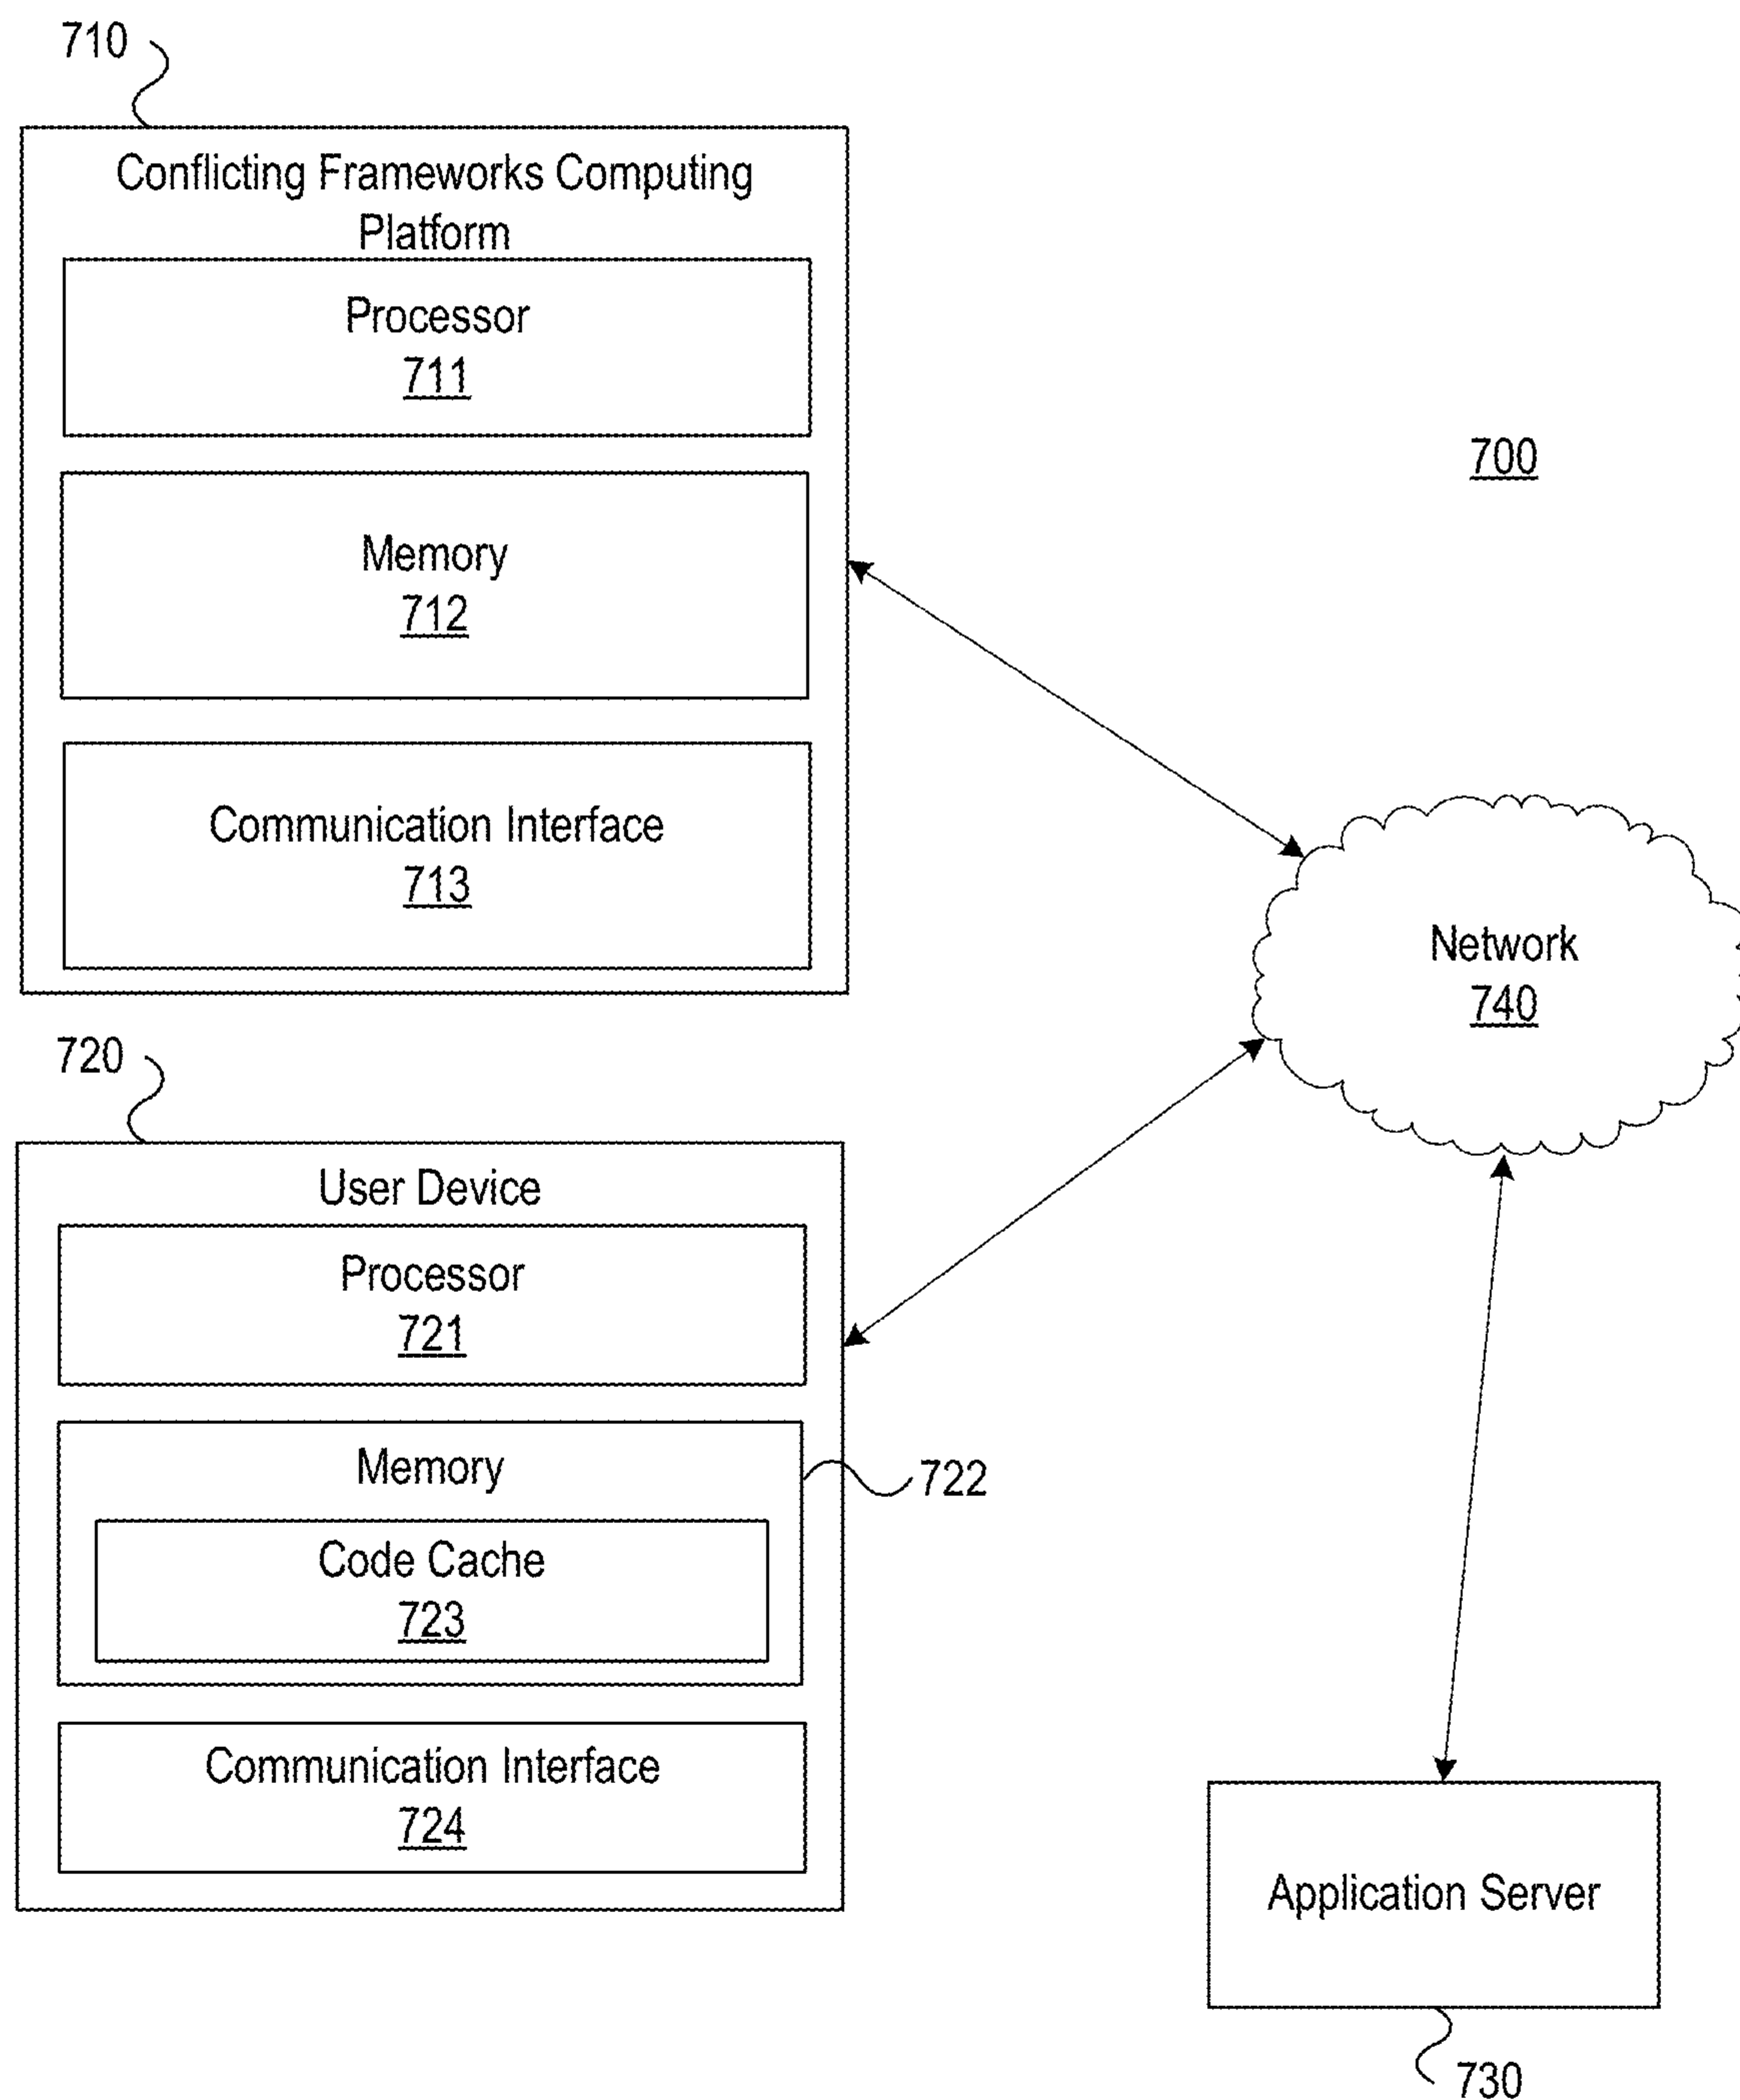 710
Conflicting Frameworks Computing
Platform
Processor
711
Memory
712
Communication Interface
713
700
Network
740
720
User Device
Processor
721
Memory
722
Code Cache
723
Communication Interface
724
Application Server
730